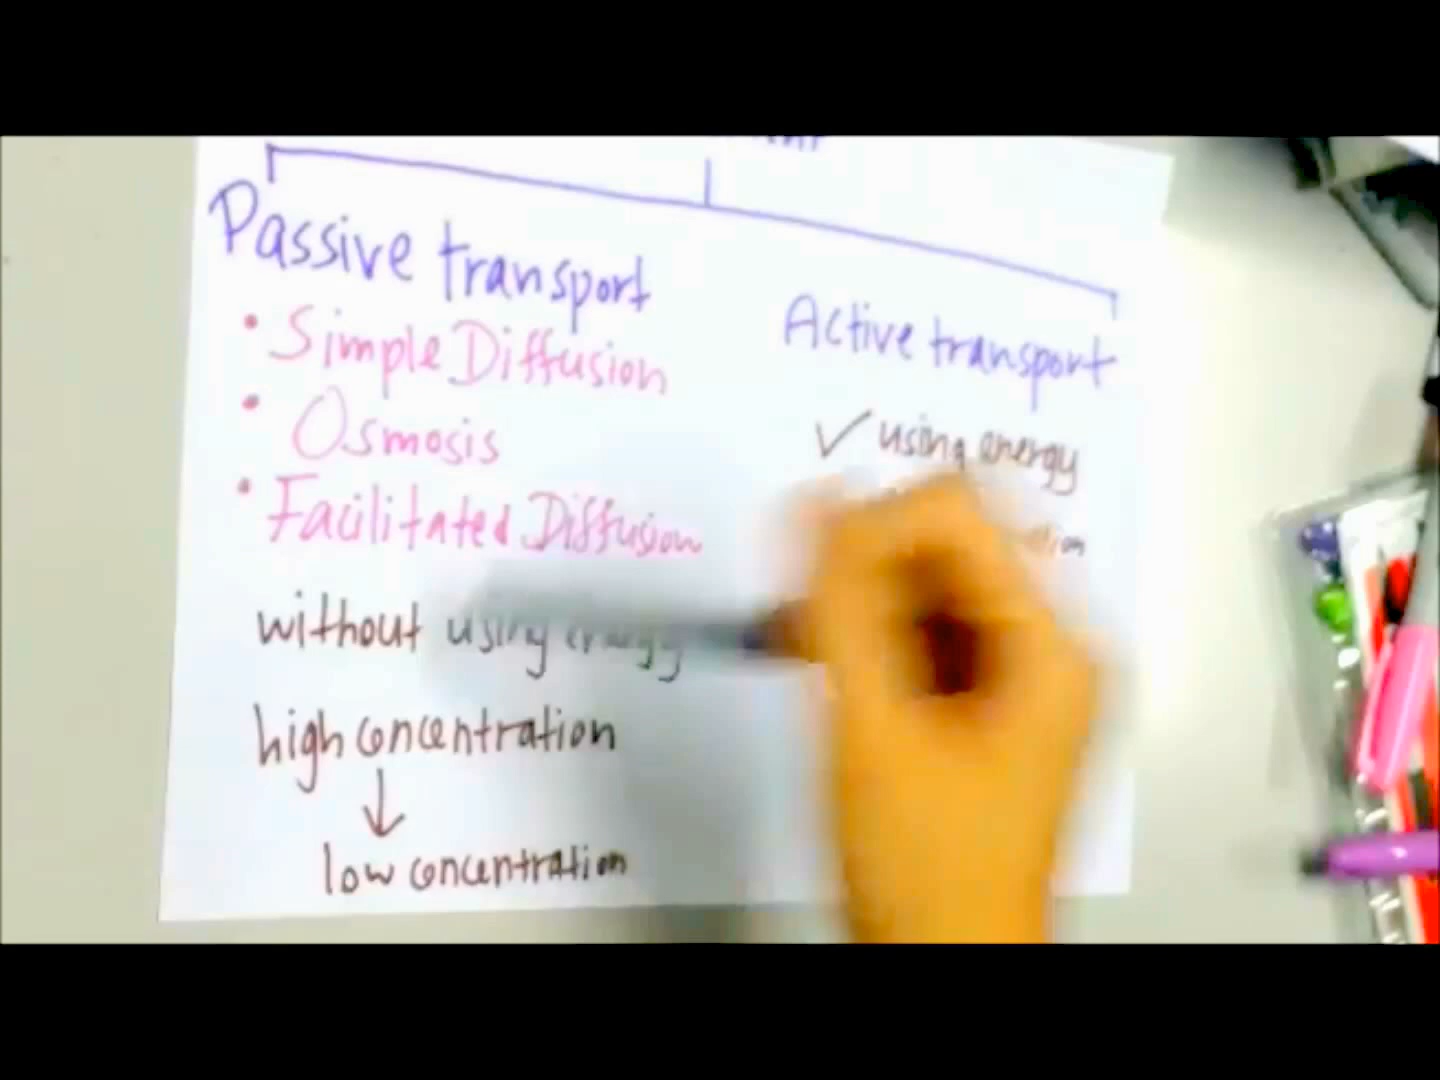 Passive transport
• Simple Diffusion
• Osmosis
• Facilitated Diffusion
without using energy
high concentration
↓
low concentration
Active transport
✓ using energy